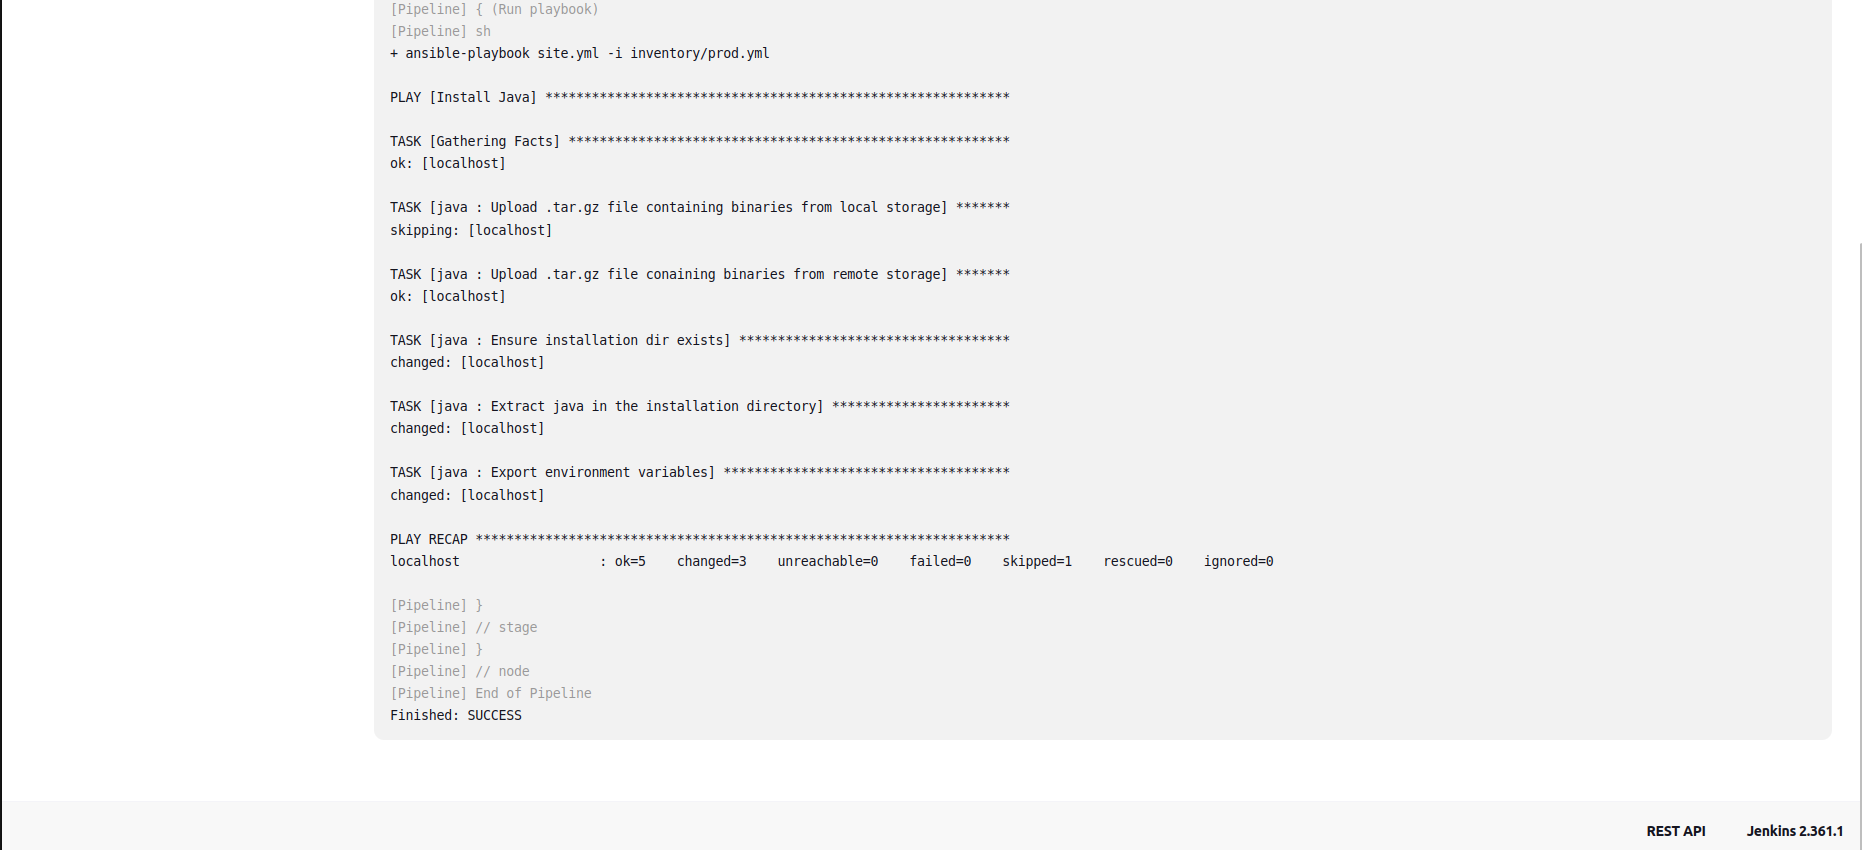 [Pipeline] { (Run playbook)
[Pipeline] sh
+ ansible-playbook site.yml -i inventory/prod.yml
PLAY [Install Java] ************************************************************
TASK [Gathering Facts] *********************************************************
ok: [localhost]
TASK [java : Upload .tar.gz file containing binaries from local storage] *******
skipping: [localhost]
TASK [java : Upload .tar.gz file conaining binaries from remote storage] *******
ok: [localhost]
TASK [java : Ensure installation dir exists] ***********************************
changed: [localhost]
TASK [java : Extract java in the installation directory] ***********************
changed: [localhost]
TASK [java : Export environment variables] *************************************
changed: [localhost]
PLAY RECAP *********************************************************************
localhost                  : ok=5    changed=3    unreachable=0    failed=0    skipped=1    rescued=0    ignored=0
[Pipeline] }
[Pipeline] // stage
[Pipeline] }
[Pipeline] // node
[Pipeline] End of Pipeline
Finished: SUCCESS
REST API Jenkins 2.361.1